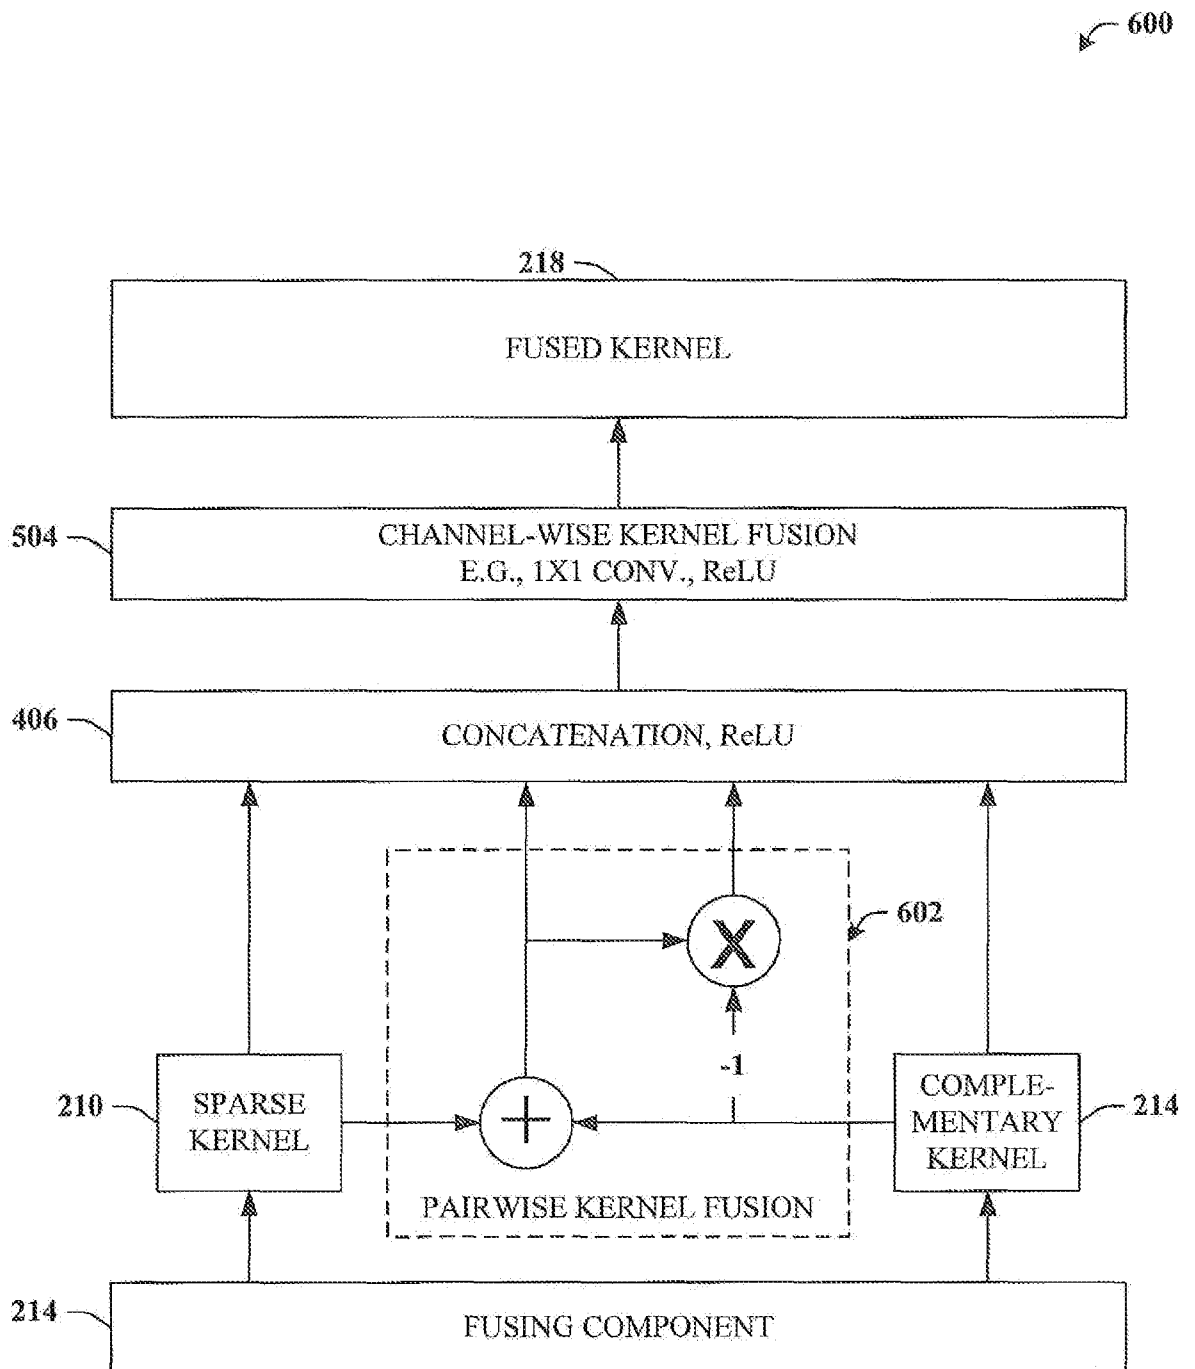 600
218
FUSED KERNEL
504
CHANNEL-WISE KERNEL FUSION
E.G., 1X1 CONV., ReLU
406
CONCATENATION, ReLU
602
X
-1
210
SPARSE
KERNEL
+
COMPLE-
MENTARY
KERNEL
214
PAIRWISE KERNEL FUSION
214
FUSING COMPONENT